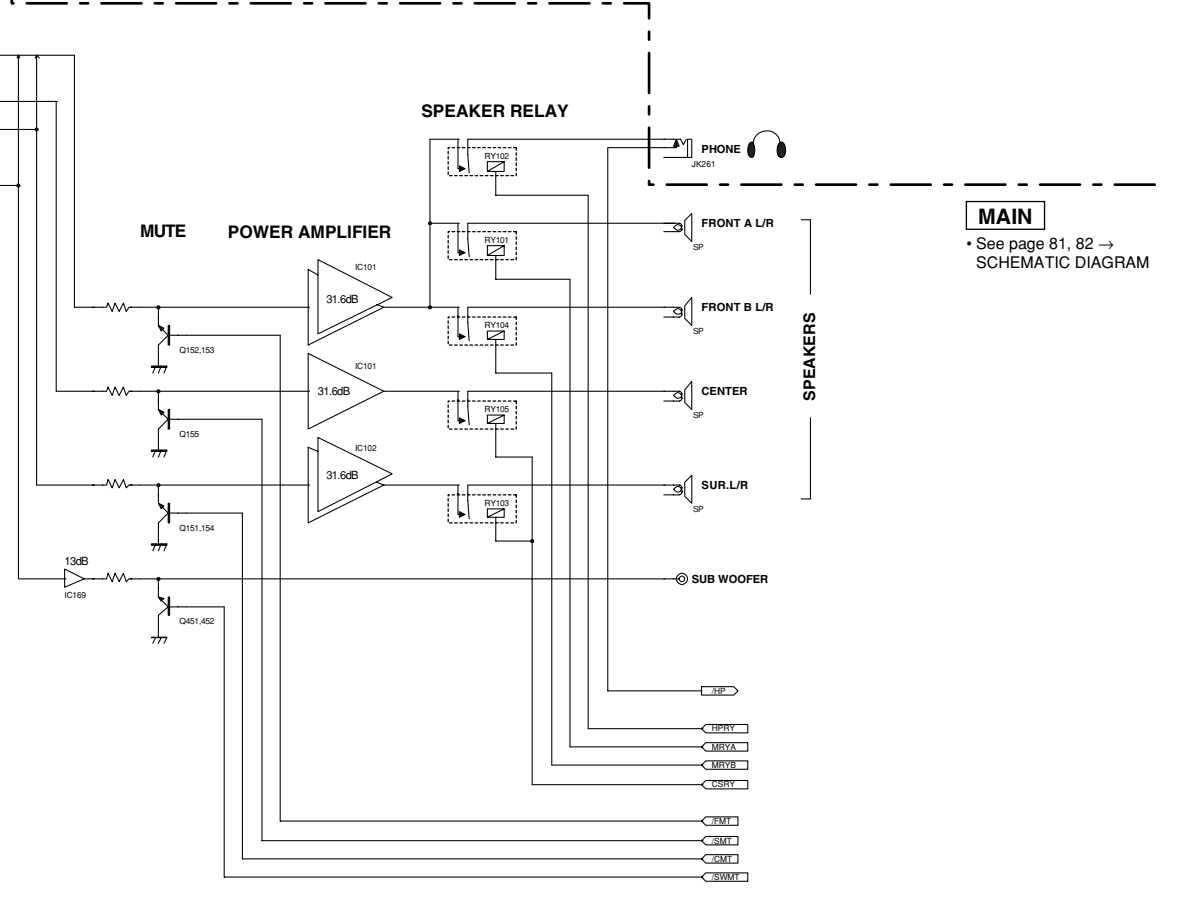 SPEAKER RELAY
RY102
PHONE
JK261
MAIN
• See page 81, 82 →
SCHEMATIC DIAGRAM
MUTE
POWER AMPLIFIER
FRONT A L/R
SP
RY101
IC101
31.6dB
FRONT B L/R
SP
RY104
Q152,153
SPEAKERS
IC101
31.6dB
CENTER
SP
RY105
Q155
IC102
31.6dB
SUR.L/R
SP
RY103
Q151,154
13dB
IC169
SUB WOOFER
Q451,452
/HP
HPRY
MRYA
MRYB
CSRY
/FMT
/SMT
/CMT
/SWMT